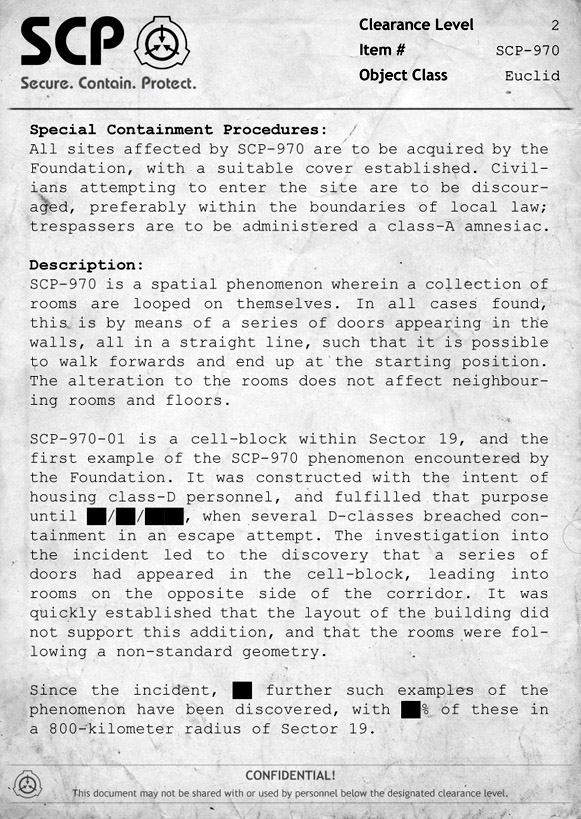 SCP
Secure. Contain. Protect.
Clearance Level 2
Item # SCP-970
Object Class Euclid
Special Containment Procedures:
All sites affected by SCP-970 are to be acquired by the
Foundation, with a suitable cover established. Civil-
ians attempting to enter the site are to be discour-
aged, preferably within the boundaries of local law;
trespassers are to be administered a class-A amnesiac.
Description:
SCP-970 is a spatial phenomenon wherein a collection of
rooms are looped on themselves. In all cases found,
this is by means of a series of doors appearing in the
walls, all in a straight line, such that it is possible
to walk forwards and end up at the starting position.
The alteration to the rooms does not affect neighbour-
ing rooms and floors.
SCP-970-01 is a cell-block within Sector 19, and the
first example of the SCP-970 phenomenon encountered by
the Foundation. It was constructed with the intent of
housing class-D personnel, and fulfilled that purpose
until ██/██/████, when several D-classes breached con-
tainment in an escape attempt. The investigation into
the incident led to the discovery that a series of
doors had appeared in the cell-block, leading into
rooms on the opposite side of the corridor. It was
quickly established that the layout of the building did
not support this addition, and that the rooms were fol-
lowing a non-standard geometry.
Since the incident, ██ further such examples of the
phenomenon have been discovered, with ██% of these in
a 800-kilometer radius of Sector 19.
CONFIDENTIAL!
This document may not be shared with or used by personnel below the designated clearance level.